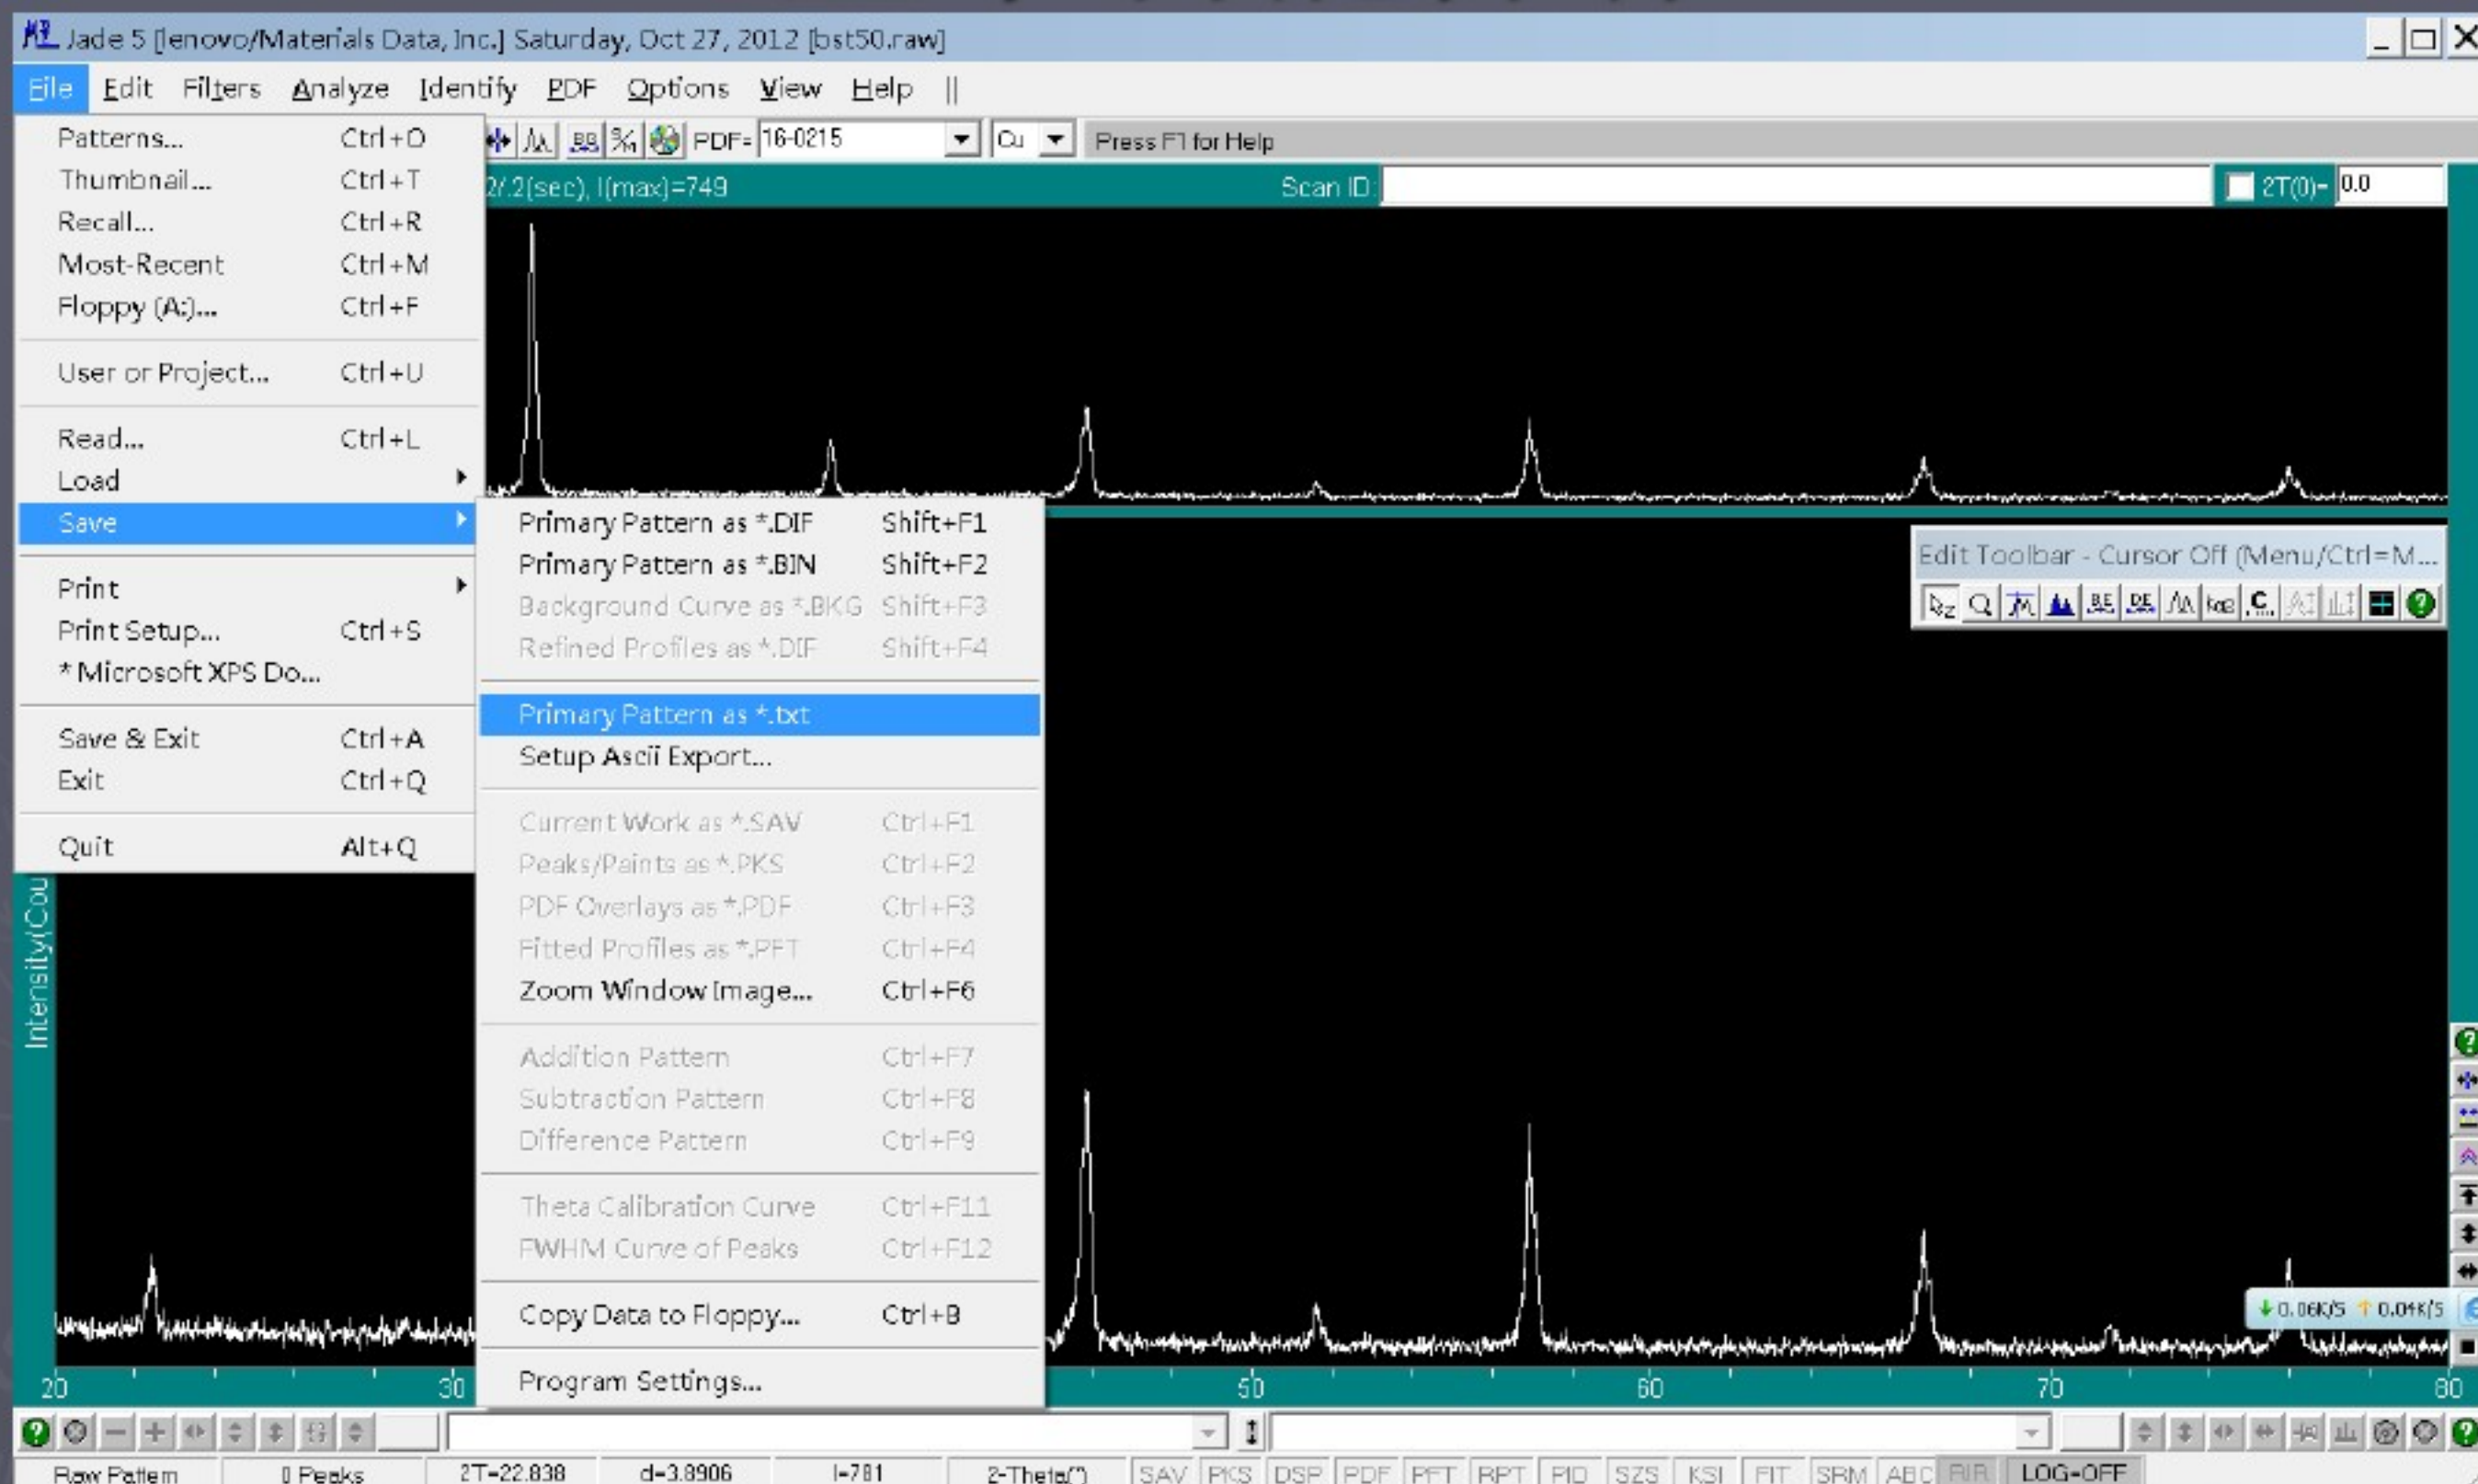 Jade 5 [lenovo/Materials Data, Inc.] Saturday, Oct 27, 2012 [bst50.raw]
File Edit Filters Analyze Identify PDF Options View Help
PDF= 16-0215 Cu Press F1 for Help
2/.2(sec), I(max)=749 Scan ID: 2T(0)= 0.0
Patterns... Ctrl+O
Thumbnail... Ctrl+T
Recall... Ctrl+R
Most-Recent Ctrl+M
Floppy (A:)... Ctrl+F
User or Project... Ctrl+U
Read... Ctrl+L
Load
Save
Print
Print Setup... Ctrl+S
* Microsoft XPS Do...
Save & Exit Ctrl+A
Exit Ctrl+Q
Quit Alt+Q
Primary Pattern as *.DIF Shift+F1
Primary Pattern as *.BIN Shift+F2
Background Curve as *.BKG Shift+F3
Refined Profiles as *.DIF Shift+F4
Primary Pattern as *.txt
Setup Ascii Export...
Current Work as *.SAV Ctrl+F1
Peaks/Paints as *.PKS Ctrl+F2
PDF Overlays as *.PDF Ctrl+F3
Fitted Profiles as *.PFT Ctrl+F4
Zoom Window Image... Ctrl+F6
Addition Pattern Ctrl+F7
Subtraction Pattern Ctrl+F8
Difference Pattern Ctrl+F9
Theta Calibration Curve Ctrl+F11
FWHM Curve of Peaks Ctrl+F12
Copy Data to Floppy... Ctrl+B
Program Settings...
Edit Toolbar - Cursor Off (Menu/Ctrl=M...
Intensity(Cou
0.06K/S 0.04K/S
20 30 50 60 70 80
Raw Pattern 0 Peaks 2T=22.838 d=3.8906 I=781 2-Theta(°) SAV PKS DSP PDF PFT RPT PID SZS KSI FIT SRM ABC RIR LOG-OFF